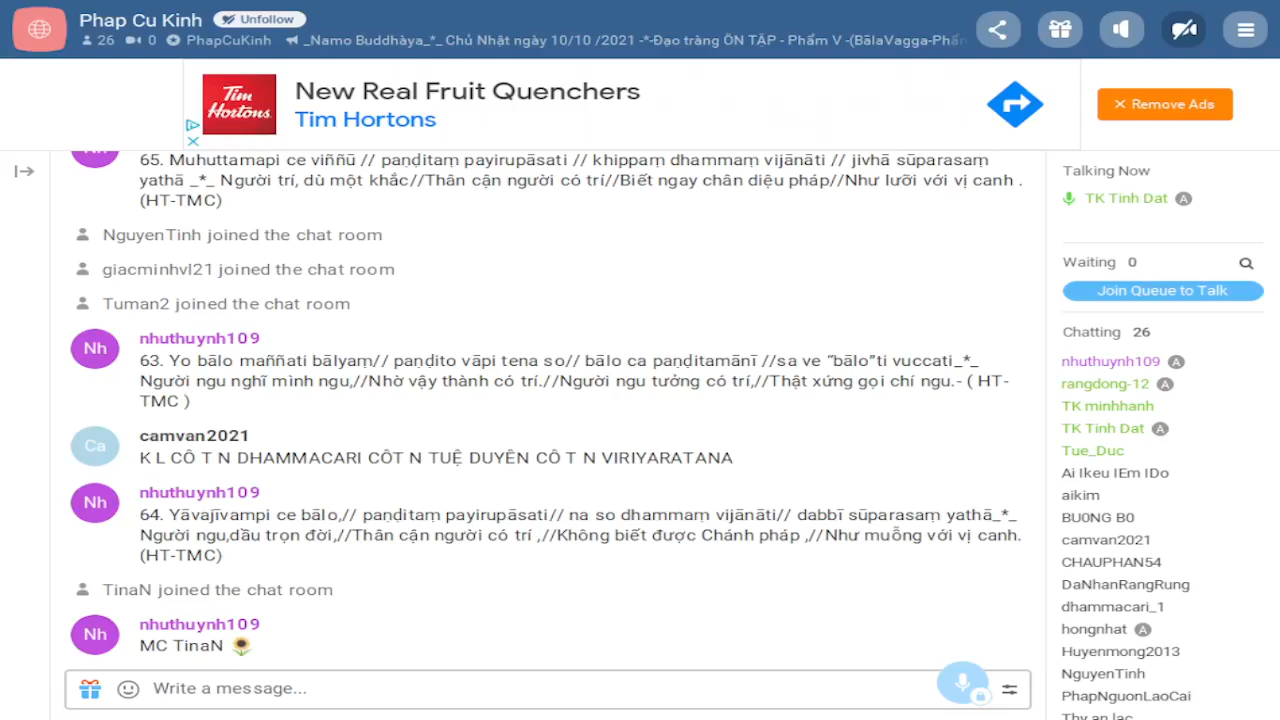 Phap Cu Kinh
Unfollow
26 0 PhapCuKinh _Namo Buddhàya_*_ Chủ Nhật ngày 10/10 /2021 -*-Đạo tràng ÔN TẬP - Phẩm V -(BālaVagga-Phẩm
Tim Hortons.
New Real Fruit Quenchers
Tim Hortons
Remove Ads
65. Muhuttamapi ce viññū // paṇḍitaṃ payirupāsati // khippaṃ dhammaṃ vijānāti // jivhā sūparasaṃ
yathā _*_ Người trí, dù một khắc//Thân cận người có trí//Biết ngay chân diệu pháp//Như lưỡi với vị canh .
(HT-TMC)
NguyenTinh joined the chat room
giacminhvl21 joined the chat room
Tuman2 joined the chat room
Nh
nhuthuynh109
63. Yo bālo maññati bālyaṃ// paṇḍito vāpi tena so// bālo ca paṇḍitamānī //sa ve “bālo”ti vuccati_*_
Người ngu nghĩ mình ngu,//Nhờ vậy thành có trí.//Người ngu tưởng có trí,//Thật xứng gọi chí ngu.- ( HT-
TMC )
Ca
camvan2021
K L CÔ T N DHAMMACARI CÔT N TUỆ DUYÊN CÔ T N VIRIYARATANA
Nh
nhuthuynh109
64. Yāvajīvampi ce bālo,// paṇḍitaṃ payirupāsati// na so dhammaṃ vijānāti// dabbī sūparasaṃ yathā_*_
Người ngu,dầu trọn đời,//Thân cận người có trí ,//Không biết được Chánh pháp ,//Như muỗng với vị canh.
(HT-TMC)
TinaN joined the chat room
Nh
nhuthuynh109
MC TinaN 🌻
Write a message...
Talking Now
TK Tinh Dat A
Waiting 0
Join Queue to Talk
Chatting 26
nhuthuynh109 A
rangdong-12 A
TK minhhanh
TK Tinh Dat A
Tue_Duc
Ai Ikeu IEm IDo
aikim
BU0NG B0
camvan2021
CHAUPHAN54
DaNhanRangRung
dhammacari_1
hongnhat A
Huyenmong2013
NguyenTinh
PhapNguonLaoCai
Thy an lac